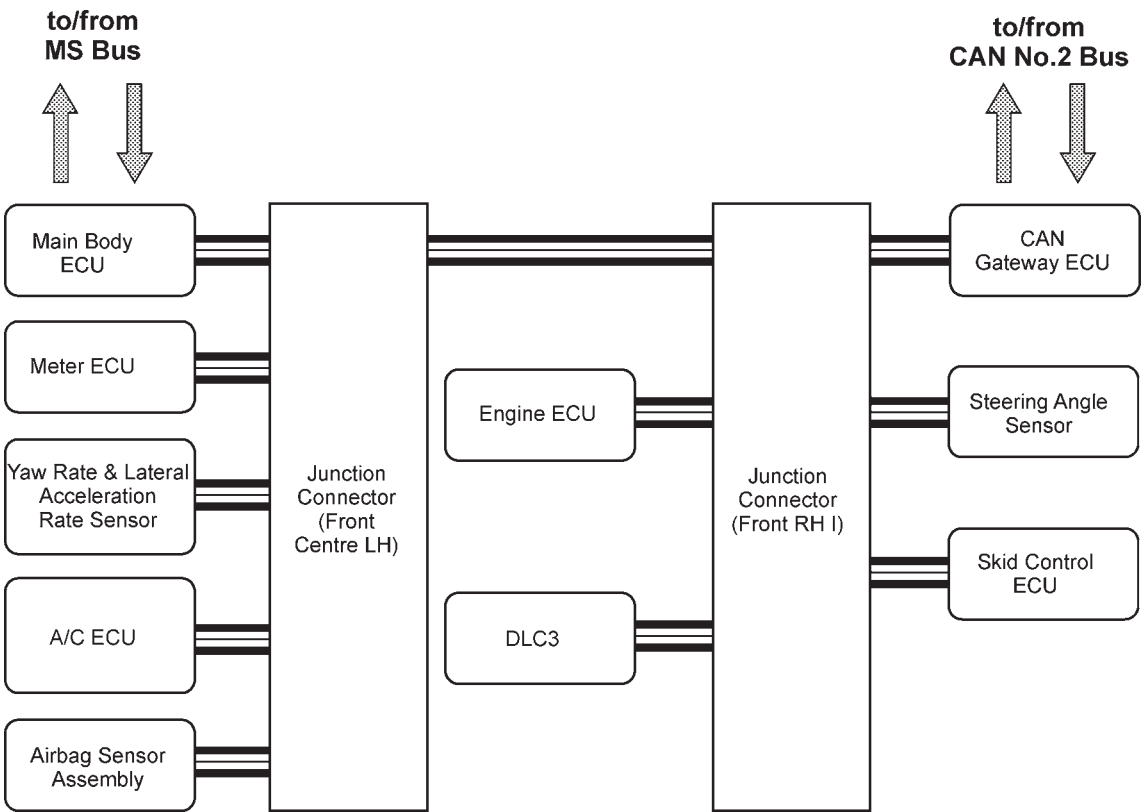 to/from
MS Bus
to/from
CAN No.2 Bus
Main Body
ECU
Meter ECU
Yaw Rate & Lateral
Acceleration
Rate Sensor
A/C ECU
Airbag Sensor
Assembly
Junction
Connector
(Front
Centre LH)
Engine ECU
DLC3
Junction
Connector
(Front RH I)
CAN
Gateway ECU
Steering Angle
Sensor
Skid Control
ECU